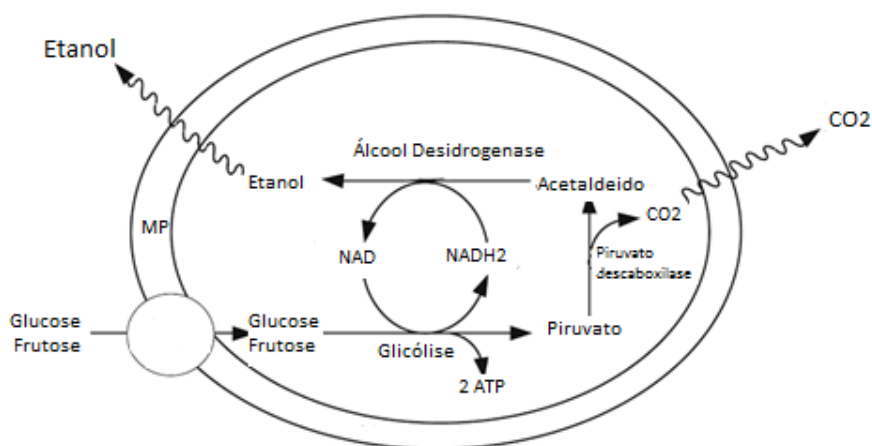 Etanol
CO2
Álcool Desidrogenase
Etanol
Acetaldeido
CO2
MP
NAD
NADH2
Piruvato
descaboxilase
Glucose
Frutose
Glucose
Frutose
Glicólise
Piruvato
2 ATP